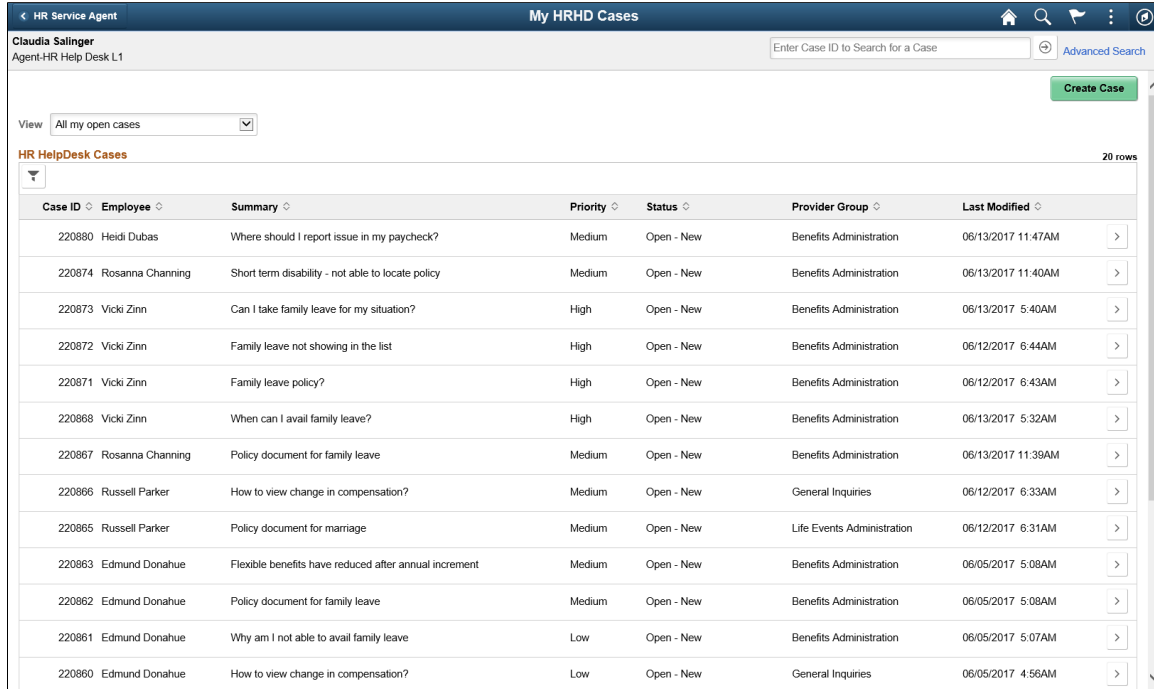 HR Service Agent My HRHD Cases
Claudia Salinger
Agent-HR Help Desk L1
Enter Case ID to Search for a Case Advanced Search
Create Case
View All my open cases
HR HelpDesk Cases 20 rows
Case ID Employee Summary Priority Status Provider Group Last Modified
220880 Heidi Dubas Where should I report issue in my paycheck? Medium Open - New Benefits Administration 06/13/2017 11:47AM
220874 Rosanna Channing Short term disability - not able to locate policy Medium Open - New Benefits Administration 06/13/2017 11:40AM
220873 Vicki Zinn Can I take family leave for my situation? High Open - New Benefits Administration 06/13/2017 5:40AM
220872 Vicki Zinn Family leave not showing in the list High Open - New Benefits Administration 06/12/2017 6:44AM
220871 Vicki Zinn Family leave policy? High Open - New Benefits Administration 06/12/2017 6:43AM
220868 Vicki Zinn When can I avail family leave? High Open - New Benefits Administration 06/13/2017 5:32AM
220867 Rosanna Channing Policy document for family leave Medium Open - New Benefits Administration 06/13/2017 11:39AM
220866 Russell Parker How to view change in compensation? Medium Open - New General Inquiries 06/12/2017 6:33AM
220865 Russell Parker Policy document for marriage Medium Open - New Life Events Administration 06/12/2017 6:31AM
220863 Edmund Donahue Flexible benefits have reduced after annual increment Medium Open - New Benefits Administration 06/05/2017 5:08AM
220862 Edmund Donahue Policy document for family leave Medium Open - New Benefits Administration 06/05/2017 5:08AM
220861 Edmund Donahue Why am I not able to avail family leave Low Open - New Benefits Administration 06/05/2017 5:07AM
220860 Edmund Donahue How to view change in compensation? Low Open - New General Inquiries 06/05/2017 4:56AM